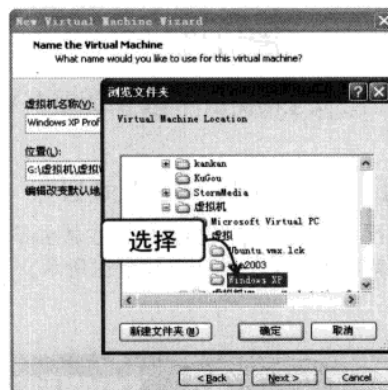 New Virtual Machine Wizard
Name the Virtual Machine
What name would you like to use for this virtual machine?
虚拟机名称(V):
Windows XP Prof
位置(L):
G:\虚拟机\虚拟
编辑改变默认地
浏览文件夹
Virtual Machine Location
kankan
KuGou
StormMedia
虚拟机
Microsoft Virtual PC
虚拟
Ubuntu.vmx.lck
2003
Windows XP
选择
新建文件夹(M)
确定
取消
< Back
Next >
Cancel